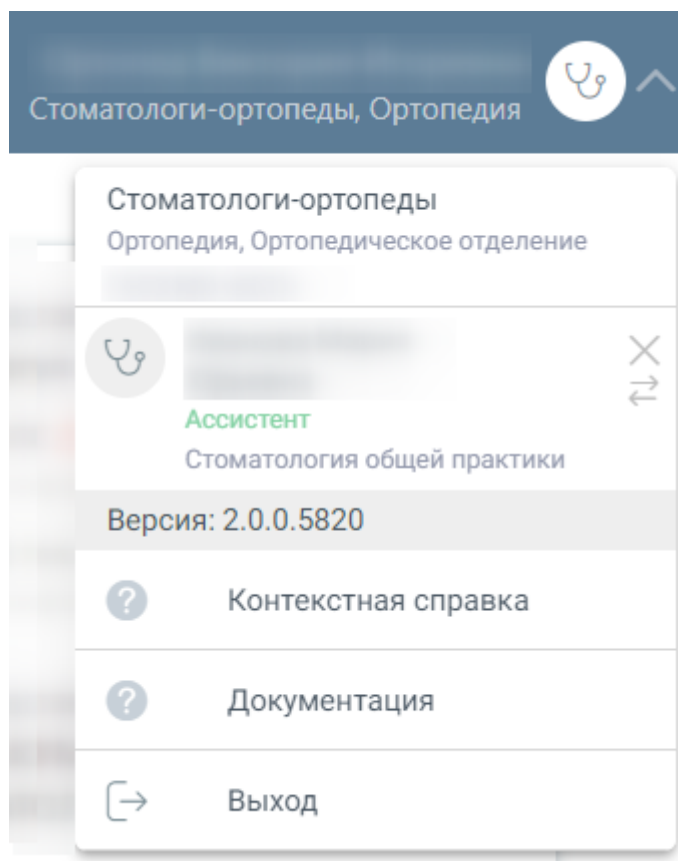 Стоматологи-ортопеды, Ортопедия
Стоматологи-ортопеды
Ортопедия, Ортопедическое отделение
Ассистент
Стоматология общей практики
Версия: 2.0.0.5820
Контекстная справка
Документация
Выход